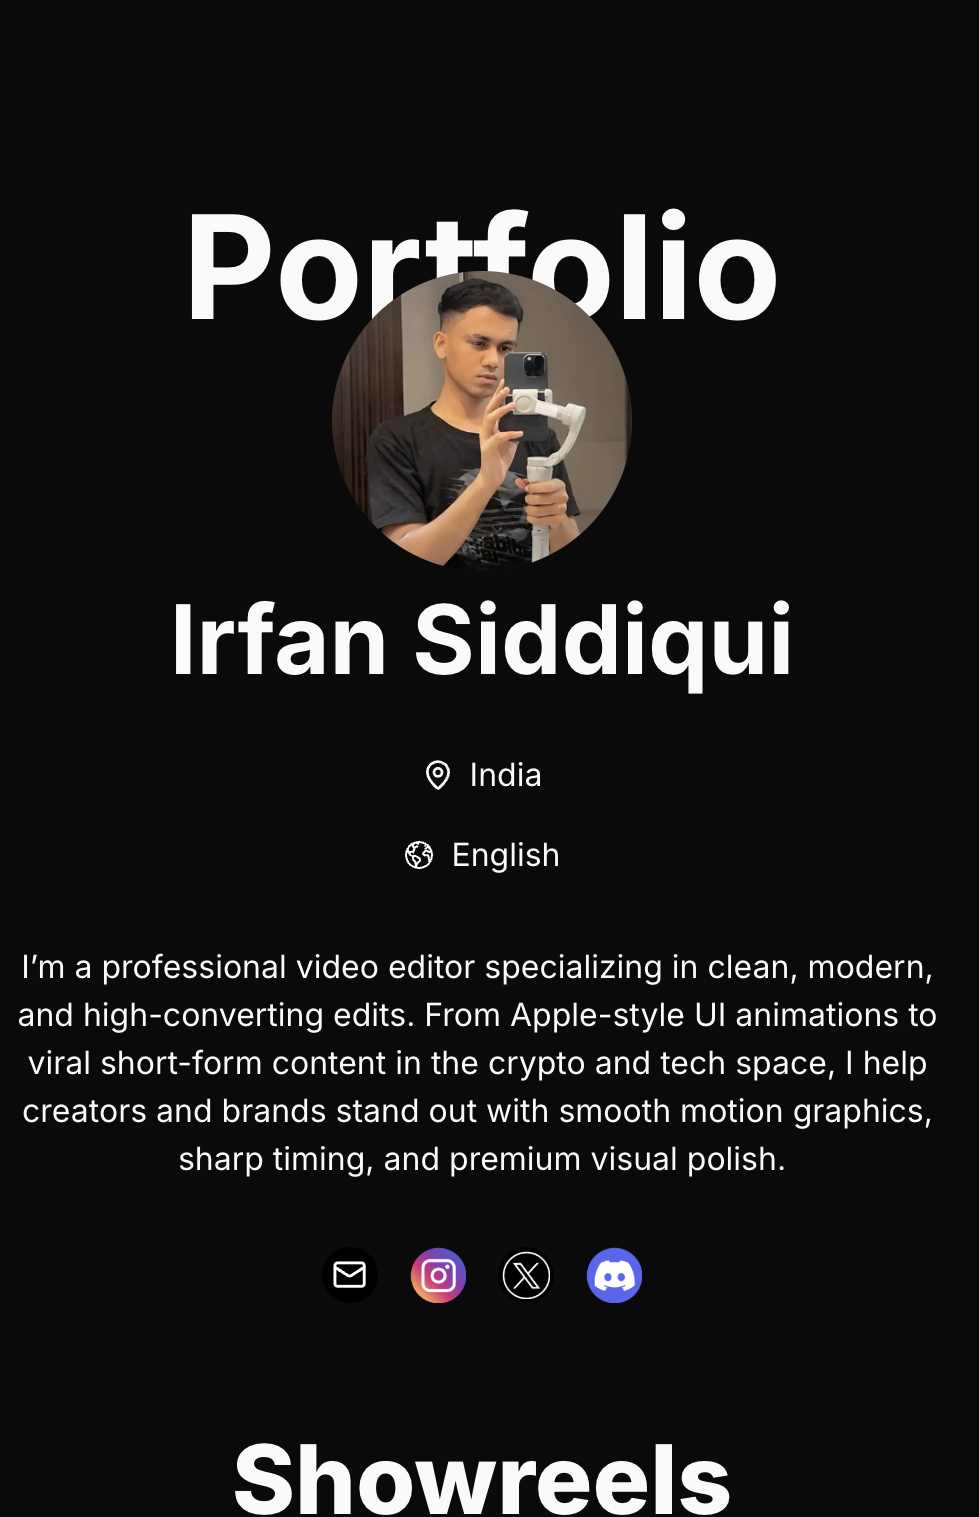 Portfolio
Irfan Siddiqui
India
English
I’m a professional video editor specializing in clean, modern,
and high-converting edits. From Apple-style UI animations to
viral short-form content in the crypto and tech space, I help
creators and brands stand out with smooth motion graphics,
sharp timing, and premium visual polish.
Showreels